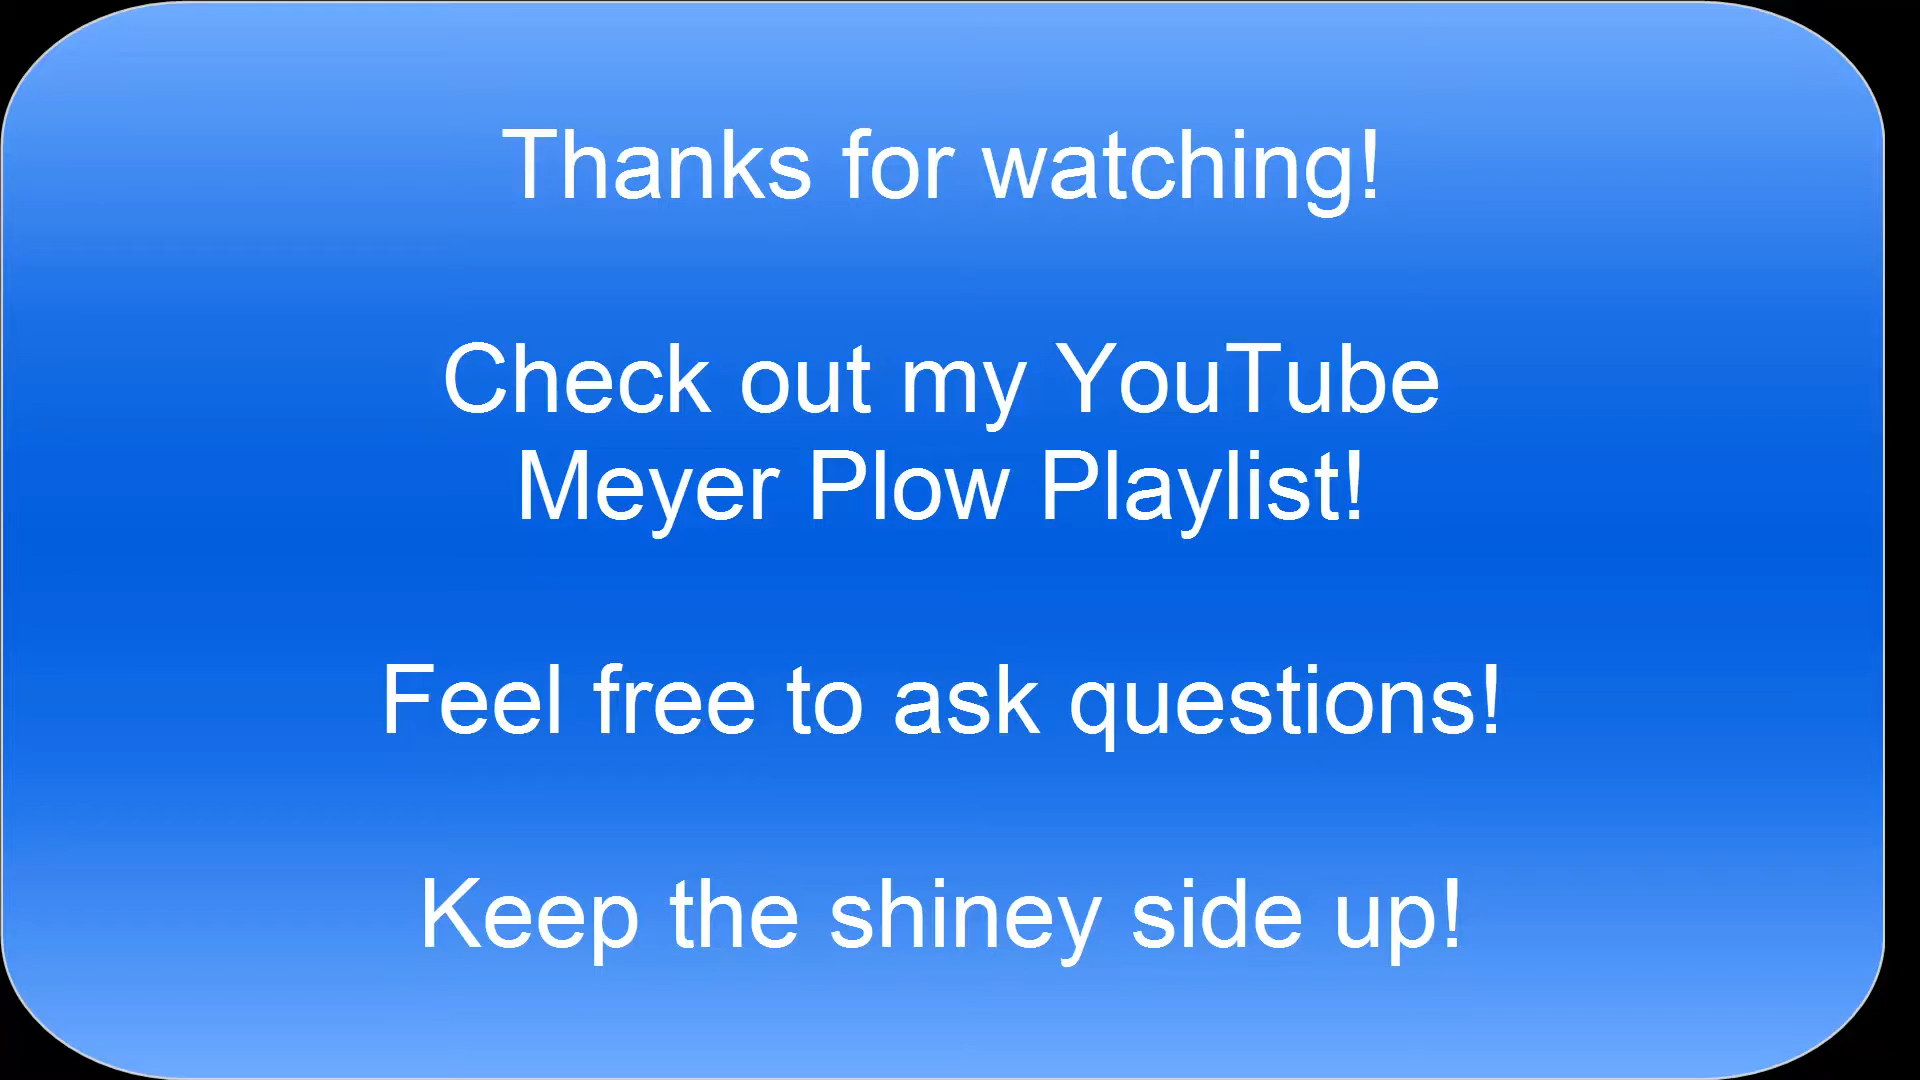 Thanks for watching!
Check out my YouTube
Meyer Plow Playlist!
Feel free to ask questions!
Keep the shiney side up!